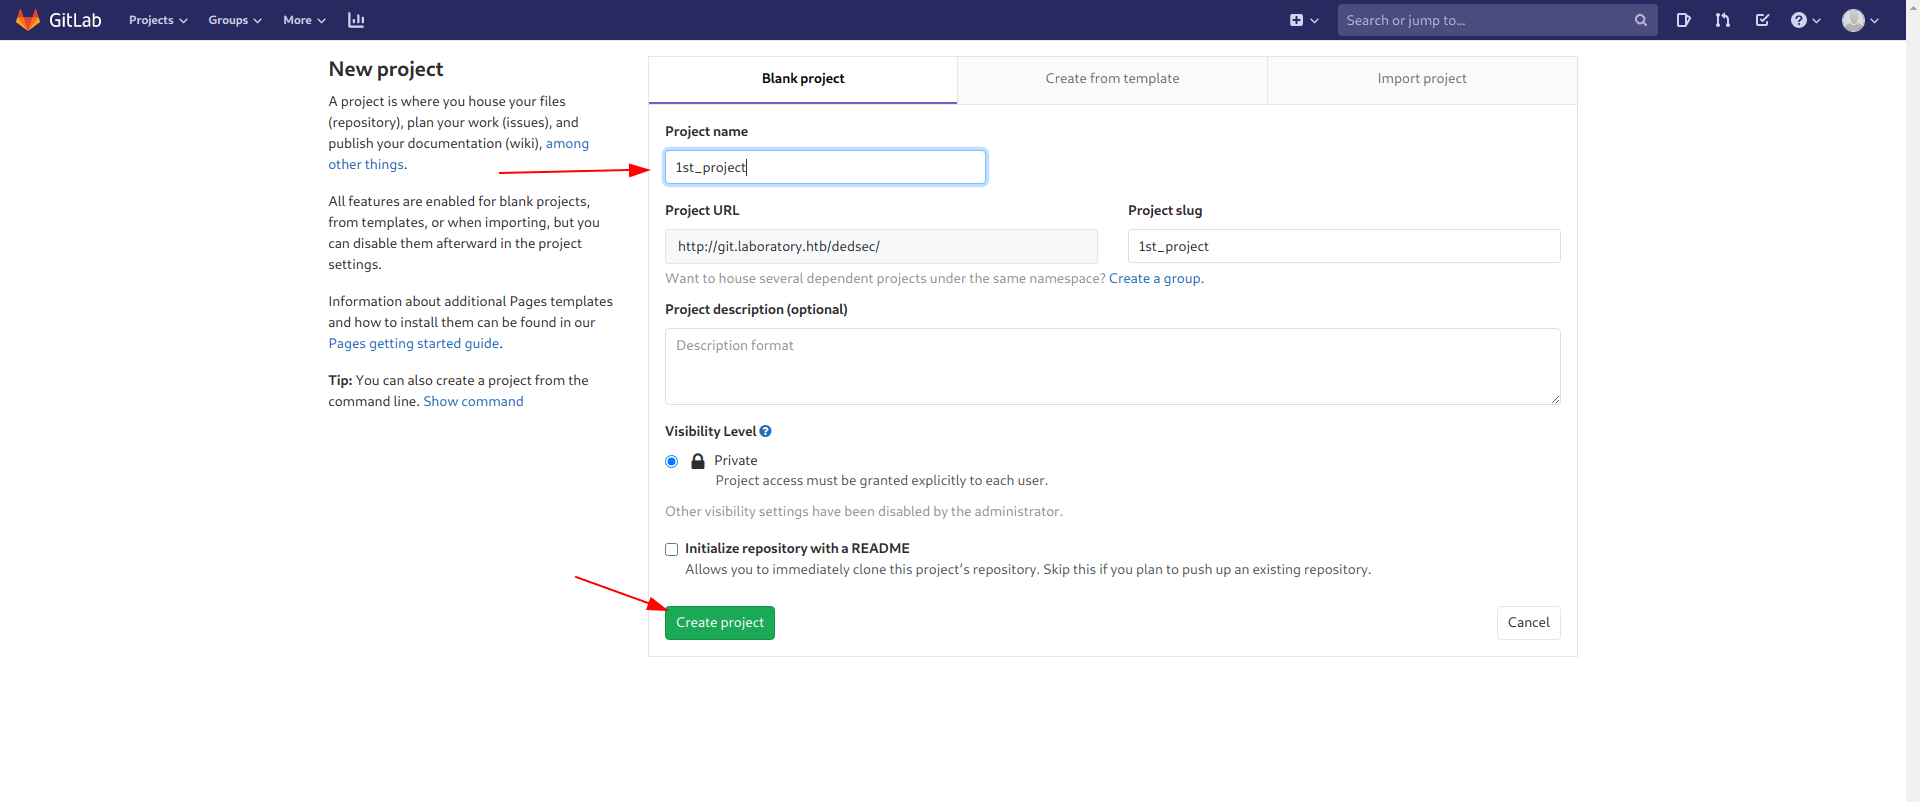 GitLab Projects Groups More Search or jump to...
New project
A project is where you house your files
(repository), plan your work (issues), and
publish your documentation (wiki), among
other things.
All features are enabled for blank projects,
from templates, or when importing, but you
can disable them afterward in the project
settings.
Information about additional Pages templates
and how to install them can be found in our
Pages getting started guide.
Tip: You can also create a project from the
command line. Show command
Blank project Create from template Import project
Project name
1st_project
Project URL Project slug
http://git.laboratory.htb/dedsec/ 1st_project
Want to house several dependent projects under the same namespace? Create a group.
Project description (optional)
Description format
Visibility Level
Private
Project access must be granted explicitly to each user.
Other visibility settings have been disabled by the administrator.
Initialize repository with a README
Allows you to immediately clone this project's repository. Skip this if you plan to push up an existing repository.
Create project Cancel